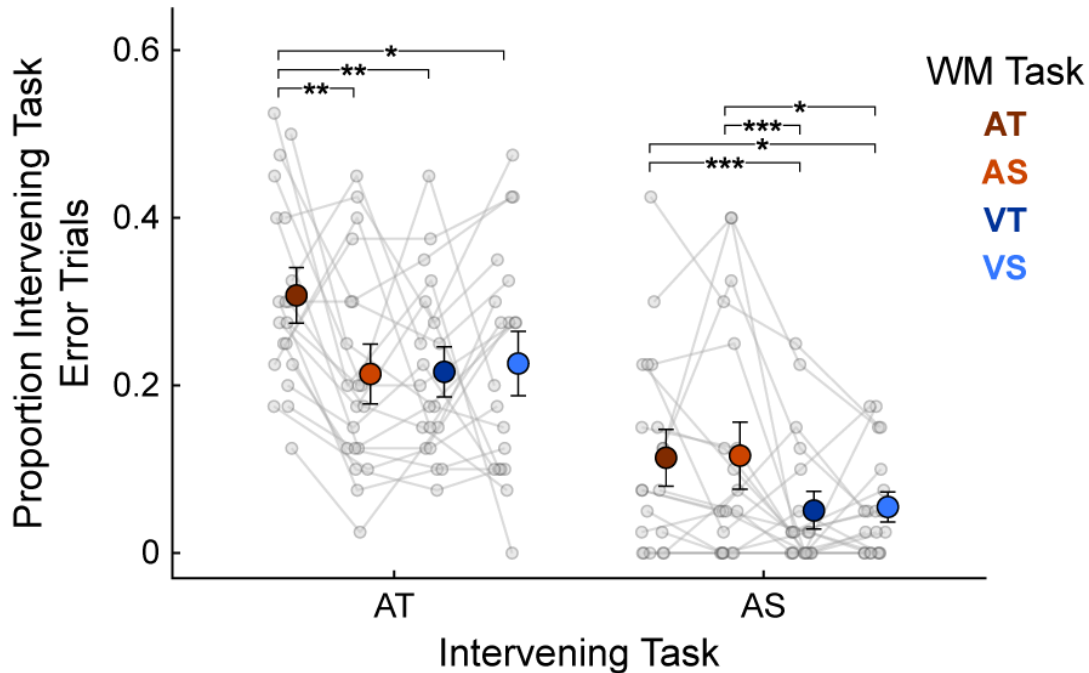 Proportion Intervening Task
Error Trials
0.6
0.4
0.2
0
*
**
**
*
***
*
***
AT
AS
Intervening Task
WM Task
AT
AS
VT
VS